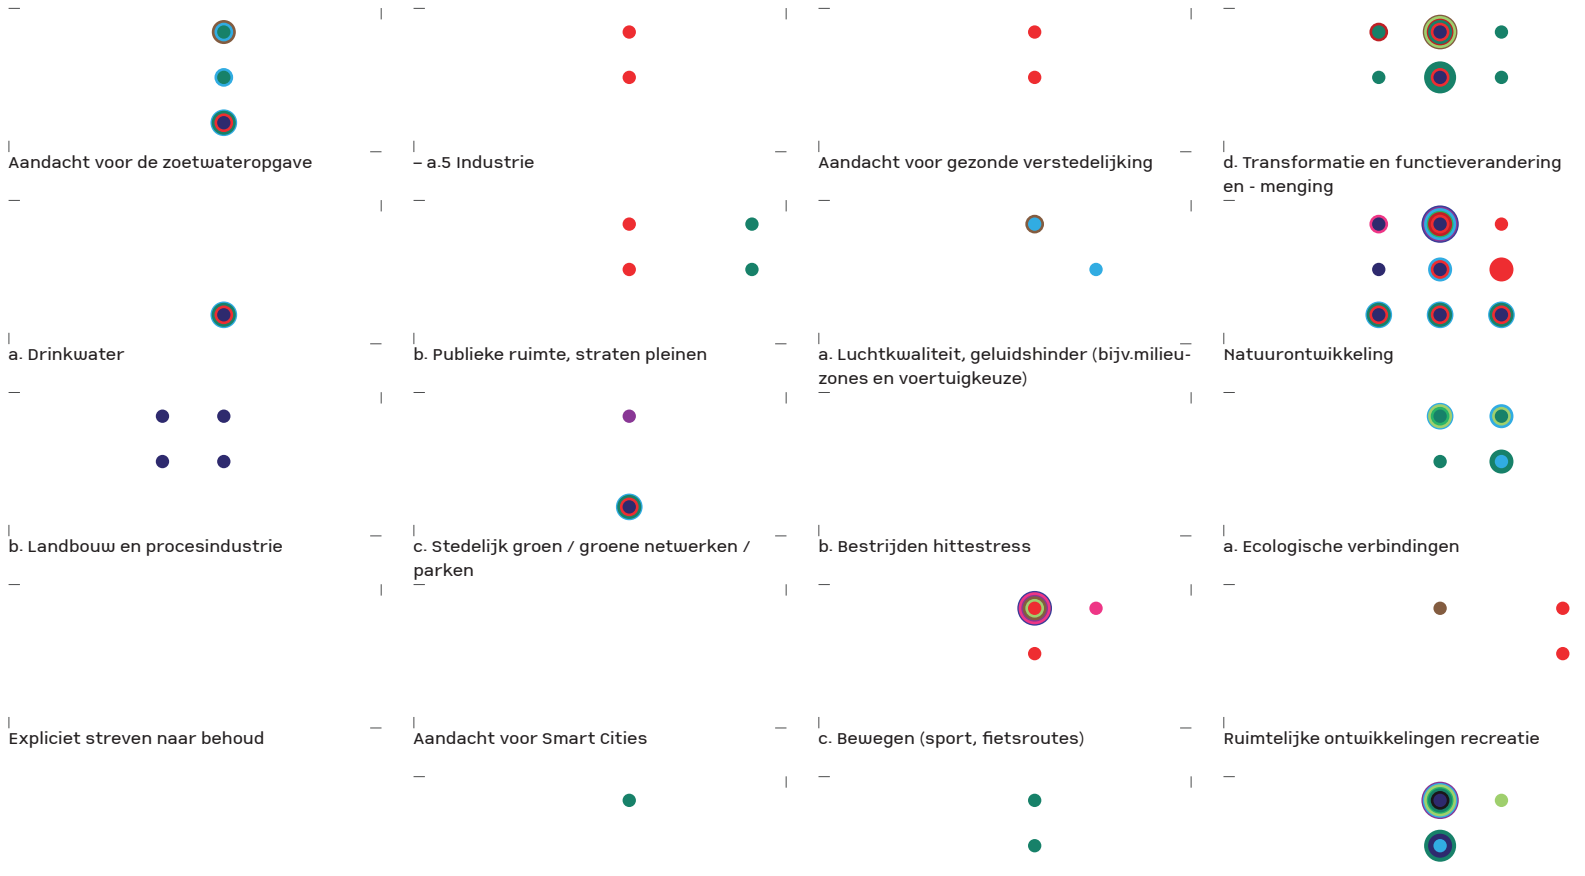 Aandacht voor de zoetwateropgave
– a.5 Industrie
Aandacht voor gezonde verstedelijking
d. Transformatie en functieverandering
en - menging
a. Drinkwater
b. Publieke ruimte, straten pleinen
a. Luchtkwaliteit, geluidshinder (bijv.milieu-
zones en voertuigkeuze)
Natuurontwikkeling
b. Landbouw en procesindustrie
c. Stedelijk groen / groene netwerken /
parken
b. Bestrijden hittestress
a. Ecologische verbindingen
Expliciet streven naar behoud
Aandacht voor Smart Cities
c. Bewegen (sport, fietsroutes)
Ruimtelijke ontwikkelingen recreatie